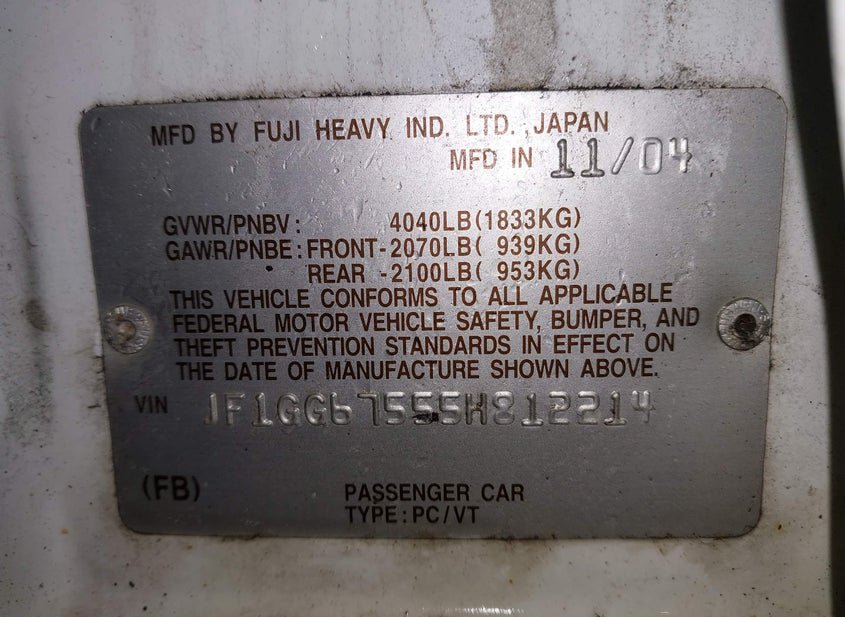 MFD BY FUJI HEAVY IND. LTD. ,JAPAN
MFD IN 11/04
GVWR/PNBV: 4040LB(1833KG)
GAWR/PNBE: FRONT-2070LB( 939KG)
REAR -2100LB( 953KG)
THIS VEHICLE CONFORMS TO ALL APPLICABLE
FEDERAL MOTOR VEHICLE SAFETY, BUMPER, AND
THEFT PREVENTION STANDARDS IN EFFECT ON
THE DATE OF MANUFACTURE SHOWN ABOVE.
VIN JF1GG67555H812214
(FB) PASSENGER CAR
TYPE:PC/VT